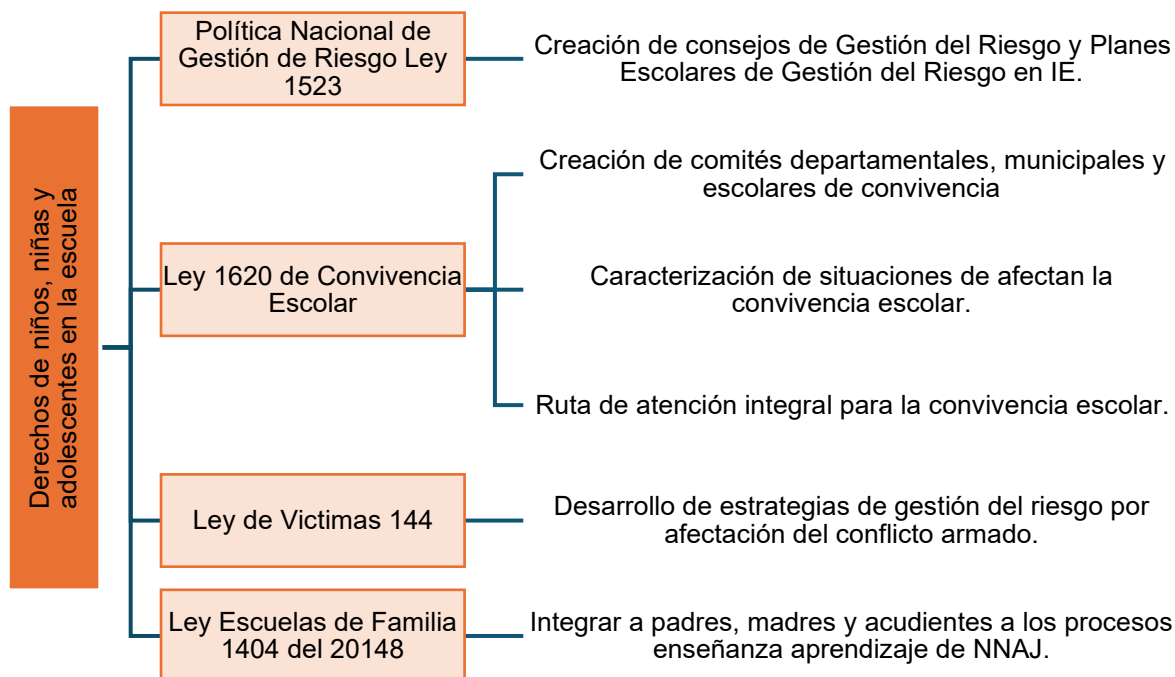 Derechos de niños, niñas y
adolescentes en la escuela
Política Nacional de
Gestión de Riesgo Ley
1523
Creación de consejos de Gestión del Riesgo y Planes
Escolares de Gestión del Riesgo en IE.
Ley 1620 de Convivencia
Escolar
Creación de comités departamentales, municipales y
escolares de convivencia
Caracterización de situaciones de afectan la
convivencia escolar.
Ruta de atención integral para la convivencia escolar.
Ley de Victimas 144
Desarrollo de estrategias de gestión del riesgo por
afectación del conflicto armado.
Ley Escuelas de Familia
1404 del 20148
Integrar a padres, madres y acudientes a los procesos
enseñanza aprendizaje de NNAJ.